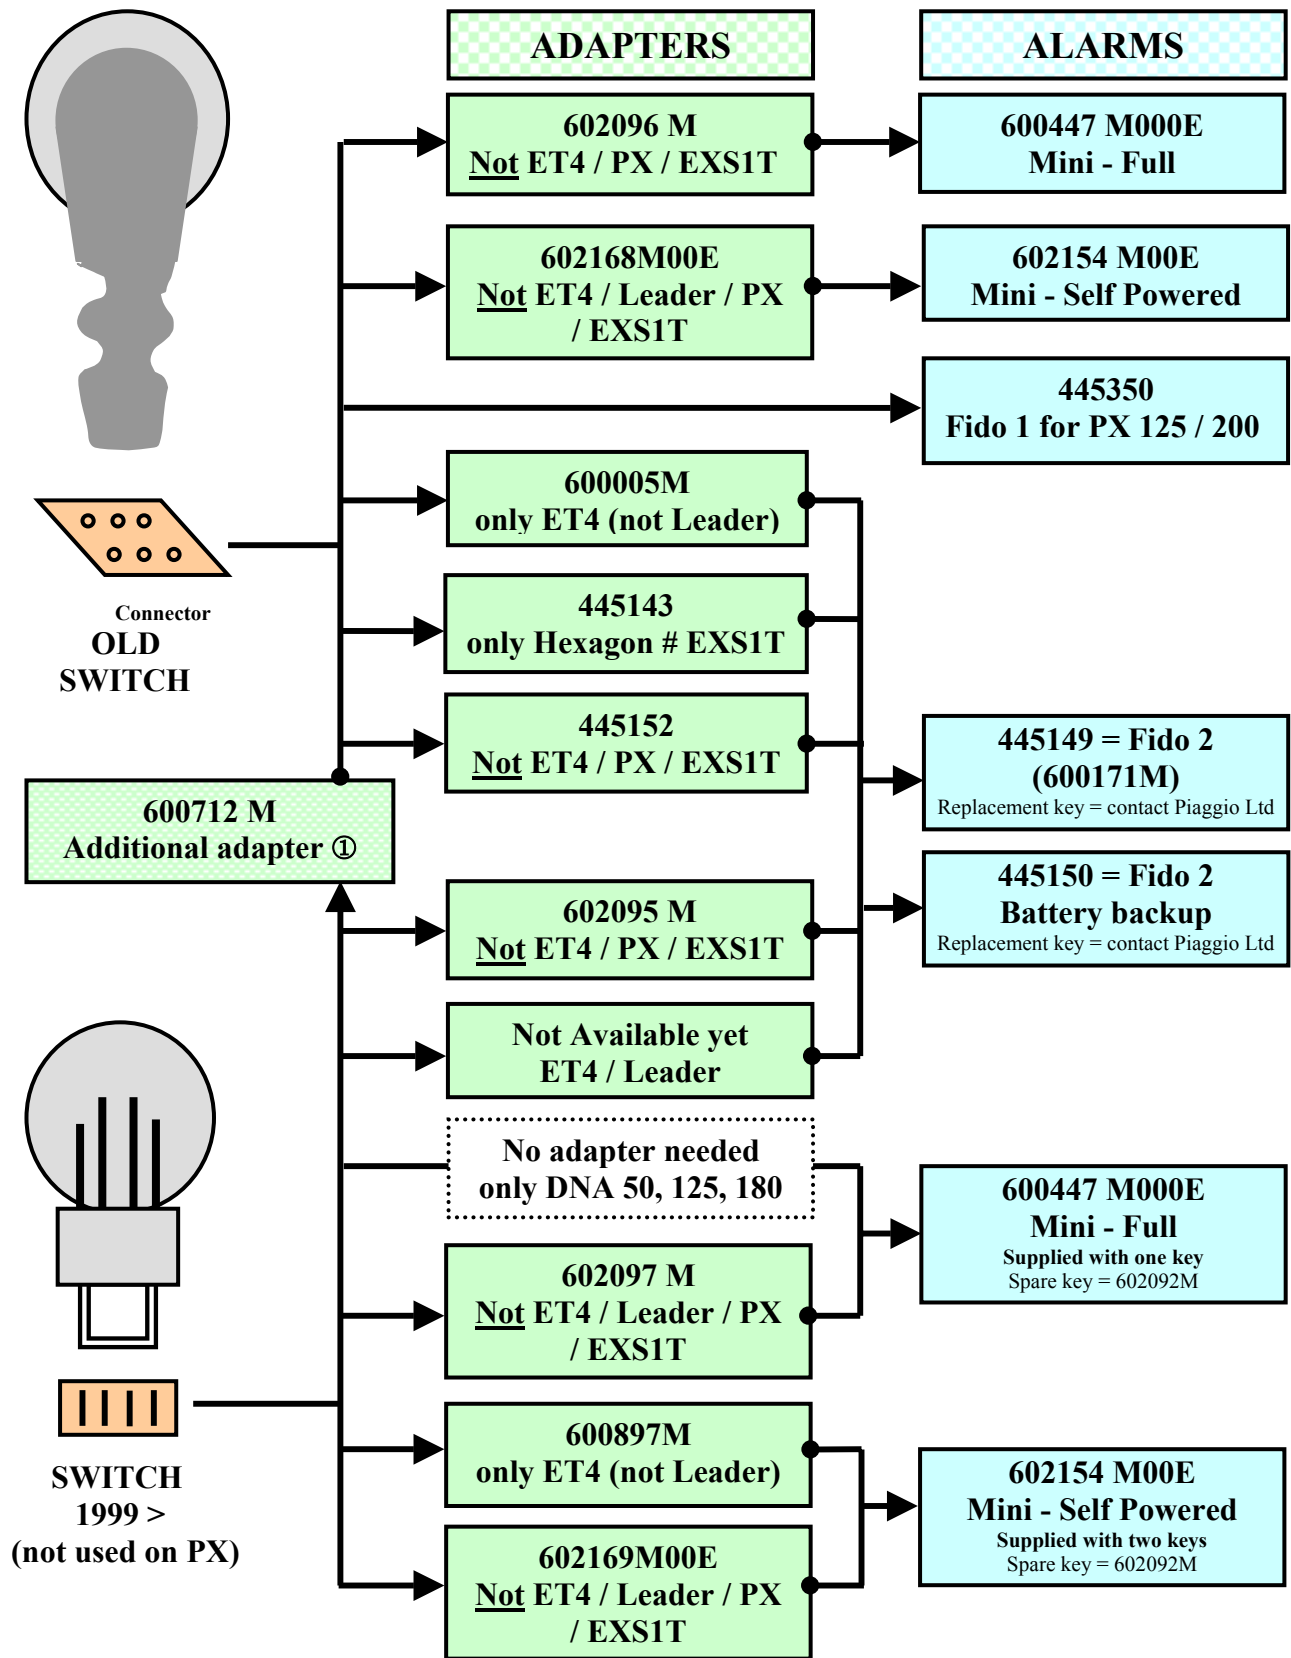 ADAPTERS
ALARMS
602096 M
Not ET4 / PX / EXS1T
600447 M000E
Mini - Full
602168M00E
Not ET4 / Leader / PX
/ EXS1T
602154 M00E
Mini - Self Powered
445350
Fido 1 for PX 125 / 200
600005M
only ET4 (not Leader)
Connector
OLD
SWITCH
445143
only Hexagon # EXS1T
445152
Not ET4 / PX / EXS1T
445149 = Fido 2
(600171M)
Replacement key = contact Piaggio Ltd
600712 M
Additional adapter ①
445150 = Fido 2
Battery backup
Replacement key = contact Piaggio Ltd
602095 M
Not ET4 / PX / EXS1T
Not Available yet
ET4 / Leader
No adapter needed
only DNA 50, 125, 180
600447 M000E
Mini - Full
Supplied with one key
Spare key = 602092M
602097 M
Not ET4 / Leader / PX
/ EXS1T
SWITCH
1999 >
(not used on PX)
600897M
only ET4 (not Leader)
602154 M00E
Mini - Self Powered
Supplied with two keys
Spare key = 602092M
602169M00E
Not ET4 / Leader / PX
/ EXS1T